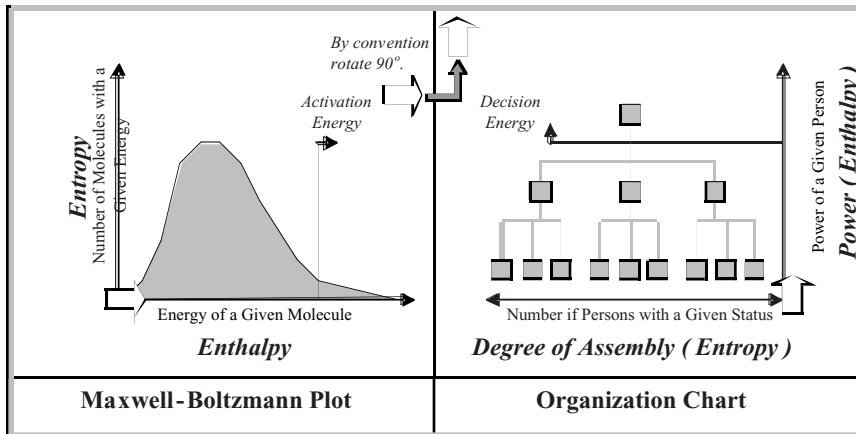 By convention
rotate 90°.
Activation
Energy
Entropy
Number of Molecules with a
Given Energy
Energy of a Given Molecule
Enthalpy
Decision
Energy
Power of a Given Person
Power ( Enthalpy )
Number if Persons with a Given Status
Degree of Assembly ( Entropy )
Maxwell-Boltzmann Plot
Organization Chart